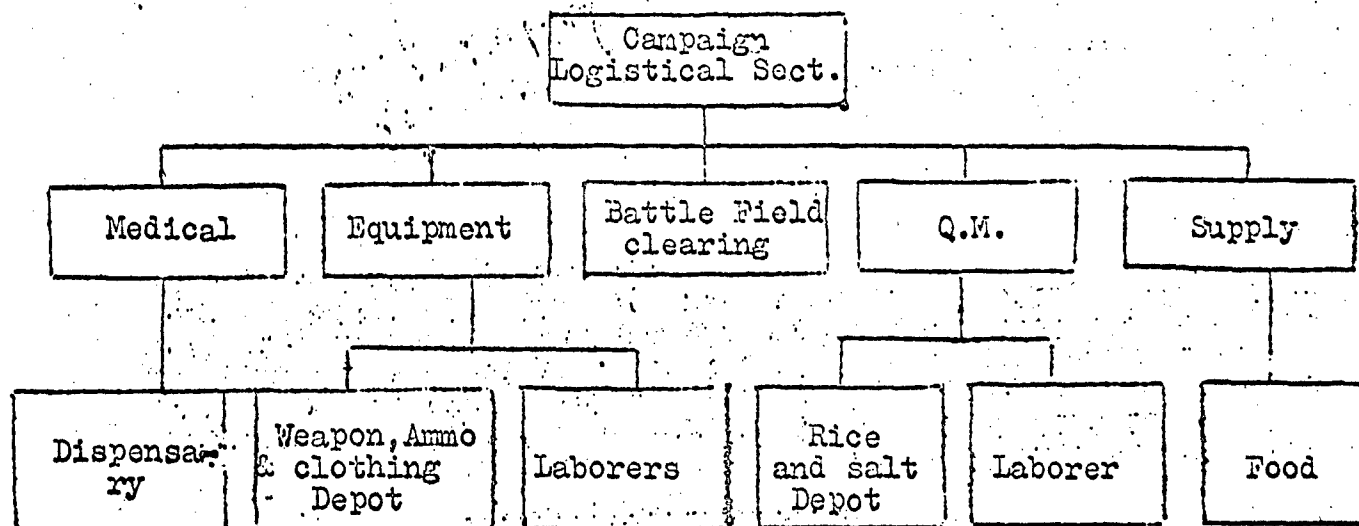 Campaign
Logistical Sect.
Medical
Equipment
Battle Field
clearing
Q.M.
Supply
Dispensa-
ry
Weapon, Ammo
& clothing
Depot
Laborers
Rice
and salt
Depot
Laborer
Food